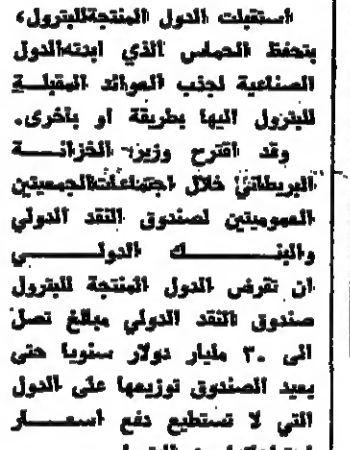 استقبلت الدول المنتجةللبترول،
بتحفظ الحماس الذي ابدتهالدول
الصناعية لجذب العوائد المقبلة
للبترول اليها بطريقة او بأخرى.
وقد اقترح وزير الخزانة
البريطاني خلال اجتماعاتالجمعيتين
العموميتين لصندوق النقد الدولي
والبنك الدولي
ان تقرض الدول المنتجة للبترول
صندوق النقد الدولي مبالغ تصل
الى ٣٠ مليار دولار سنويا حتى
يعيد الصندوق توزيعها على الدول
التي لا تستطيع دفع اسعار